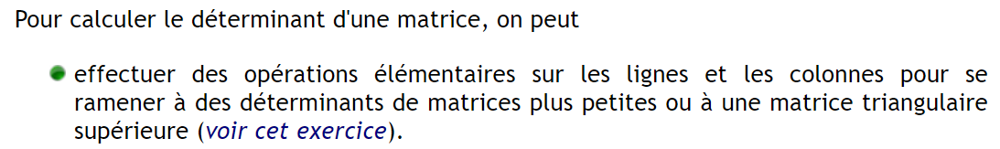 Pour calculer le déterminant d'une matrice, on peut
effectuer des opérations élémentaires sur les lignes et les colonnes pour se
ramener à des déterminants de matrices plus petites ou à une matrice triangulaire
supérieure (voir cet exercice).